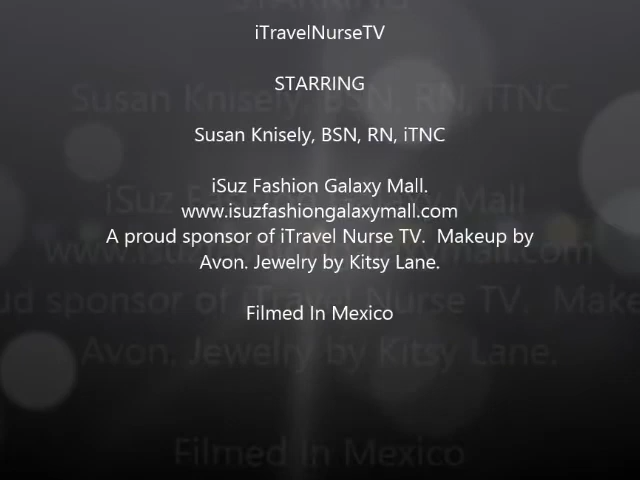 iTravelNurseTV
STARRING
Susan Knisely, BSN, RN, iTNC
iSuz Fashion Galaxy Mall.
www.isuzfashiongalaxymall.com
A proud sponsor of iTravel Nurse TV.  Makeup by
Avon. Jewelry by Kitsy Lane.
Filmed In Mexico